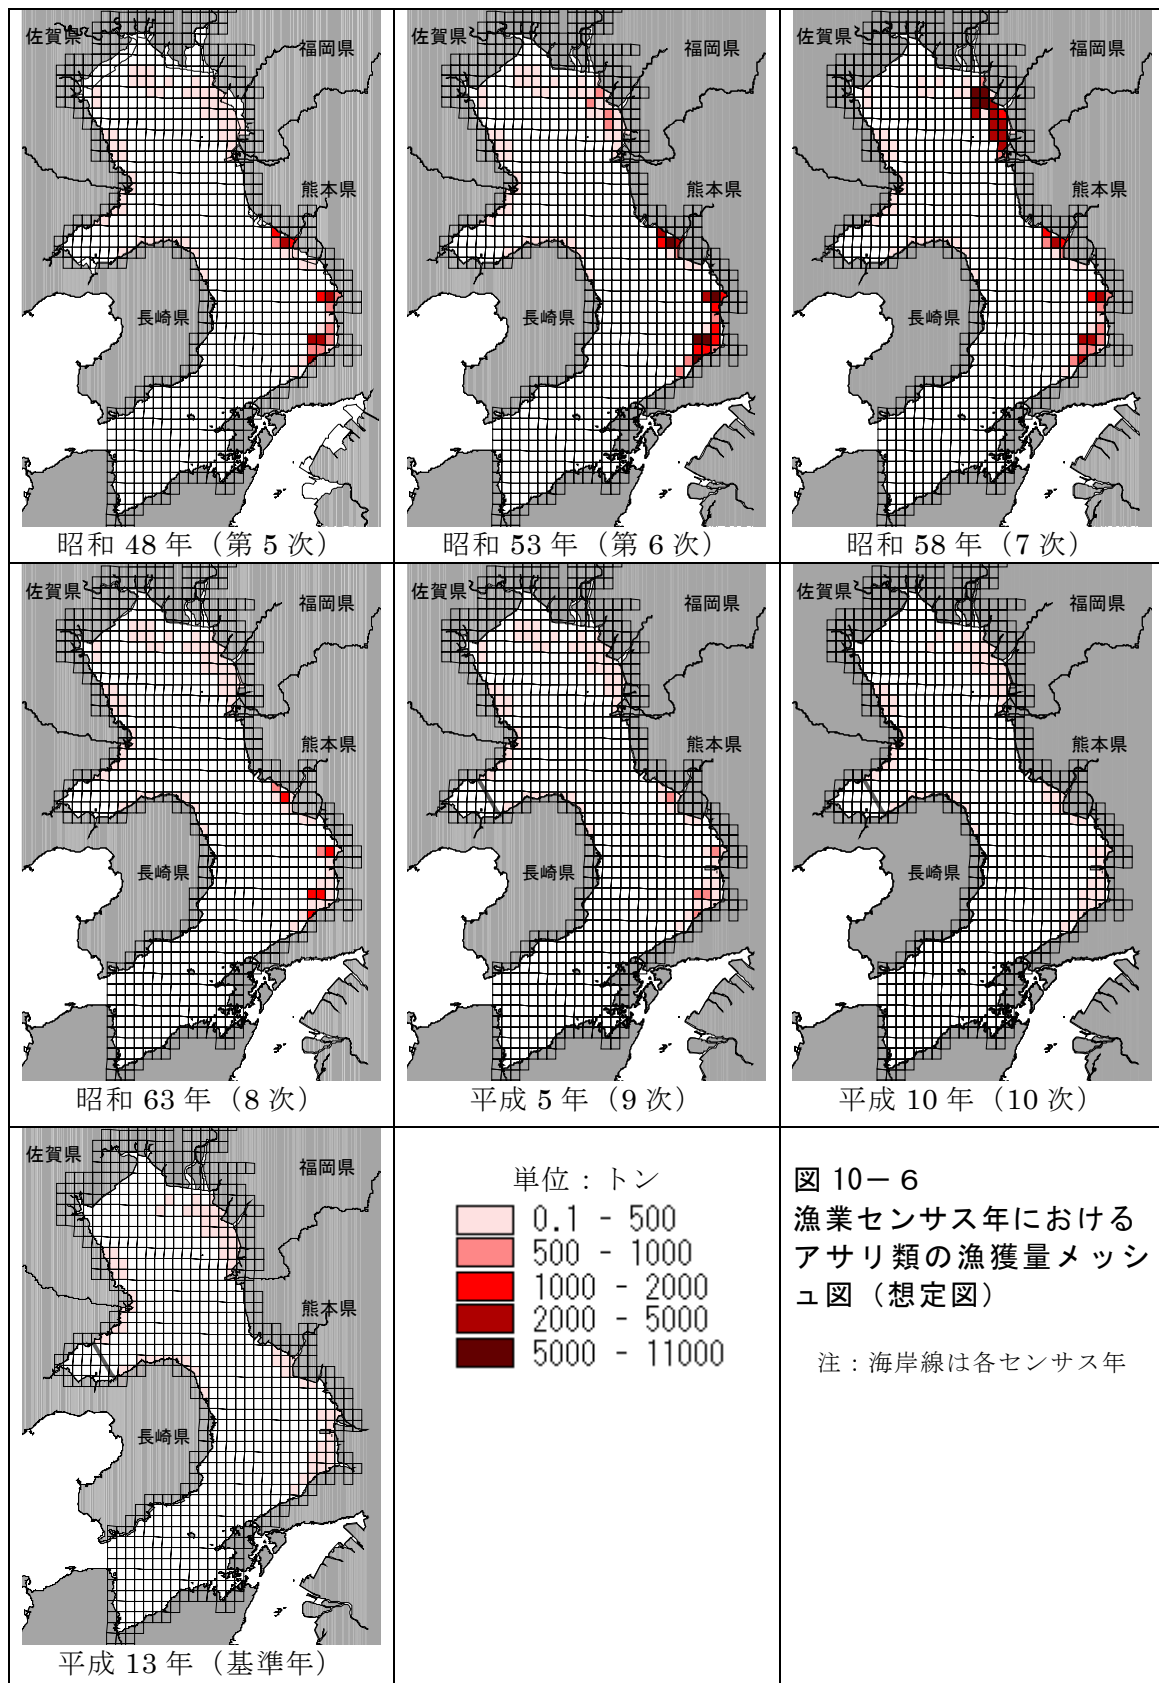 佐賀県
福岡県
熊本県
長崎県
昭和 48 年（第 5 次）
佐賀県
福岡県
熊本県
長崎県
昭和 53 年（第 6 次）
佐賀県
福岡県
熊本県
長崎県
昭和 58 年（7 次）
佐賀県
福岡県
熊本県
長崎県
昭和 63 年（8 次）
佐賀県
福岡県
熊本県
長崎県
平成 5 年（9 次）
佐賀県
福岡県
熊本県
長崎県
平成 10 年（10 次）
佐賀県
福岡県
熊本県
長崎県
平成 13 年（基準年）
単位：トン
0.1 - 500
500 - 1000
1000 - 2000
2000 - 5000
5000 - 11000
図 10－６
漁業センサス年における
アサリ類の漁獲量メッシ
ュ図（想定図）
注：海岸線は各センサス年